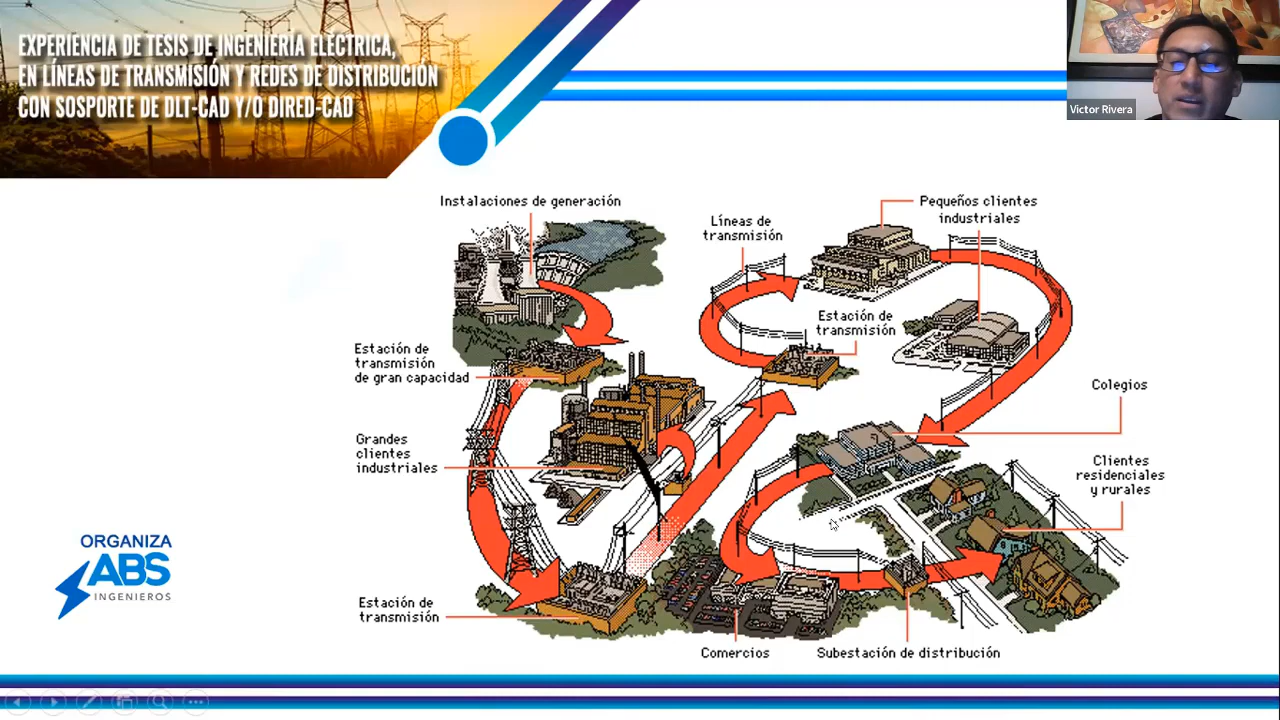 EXPERIENCIA DE TESIS DE INGENIERÍA ELÉCTRICA,
EN LÍNEAS DE TRANSMISIÓN Y REDES DE DISTRIBUCIÓN
CON SOSPORTE DE DLT-CAD Y/O DIRED-CAD
Victor Rivera
Instalaciones de generación
Líneas de
transmisión
Pequeños clientes
industriales
Estación de
transmisión
Estación de
transmisión
de gran capacidad
Colegios
Grandes
clientes
industriales
Clientes
residenciales
y rurales
ORGANIZA
ABS
INGENIEROS
Estación de
transmisión
Comercios
Subestación de distribución